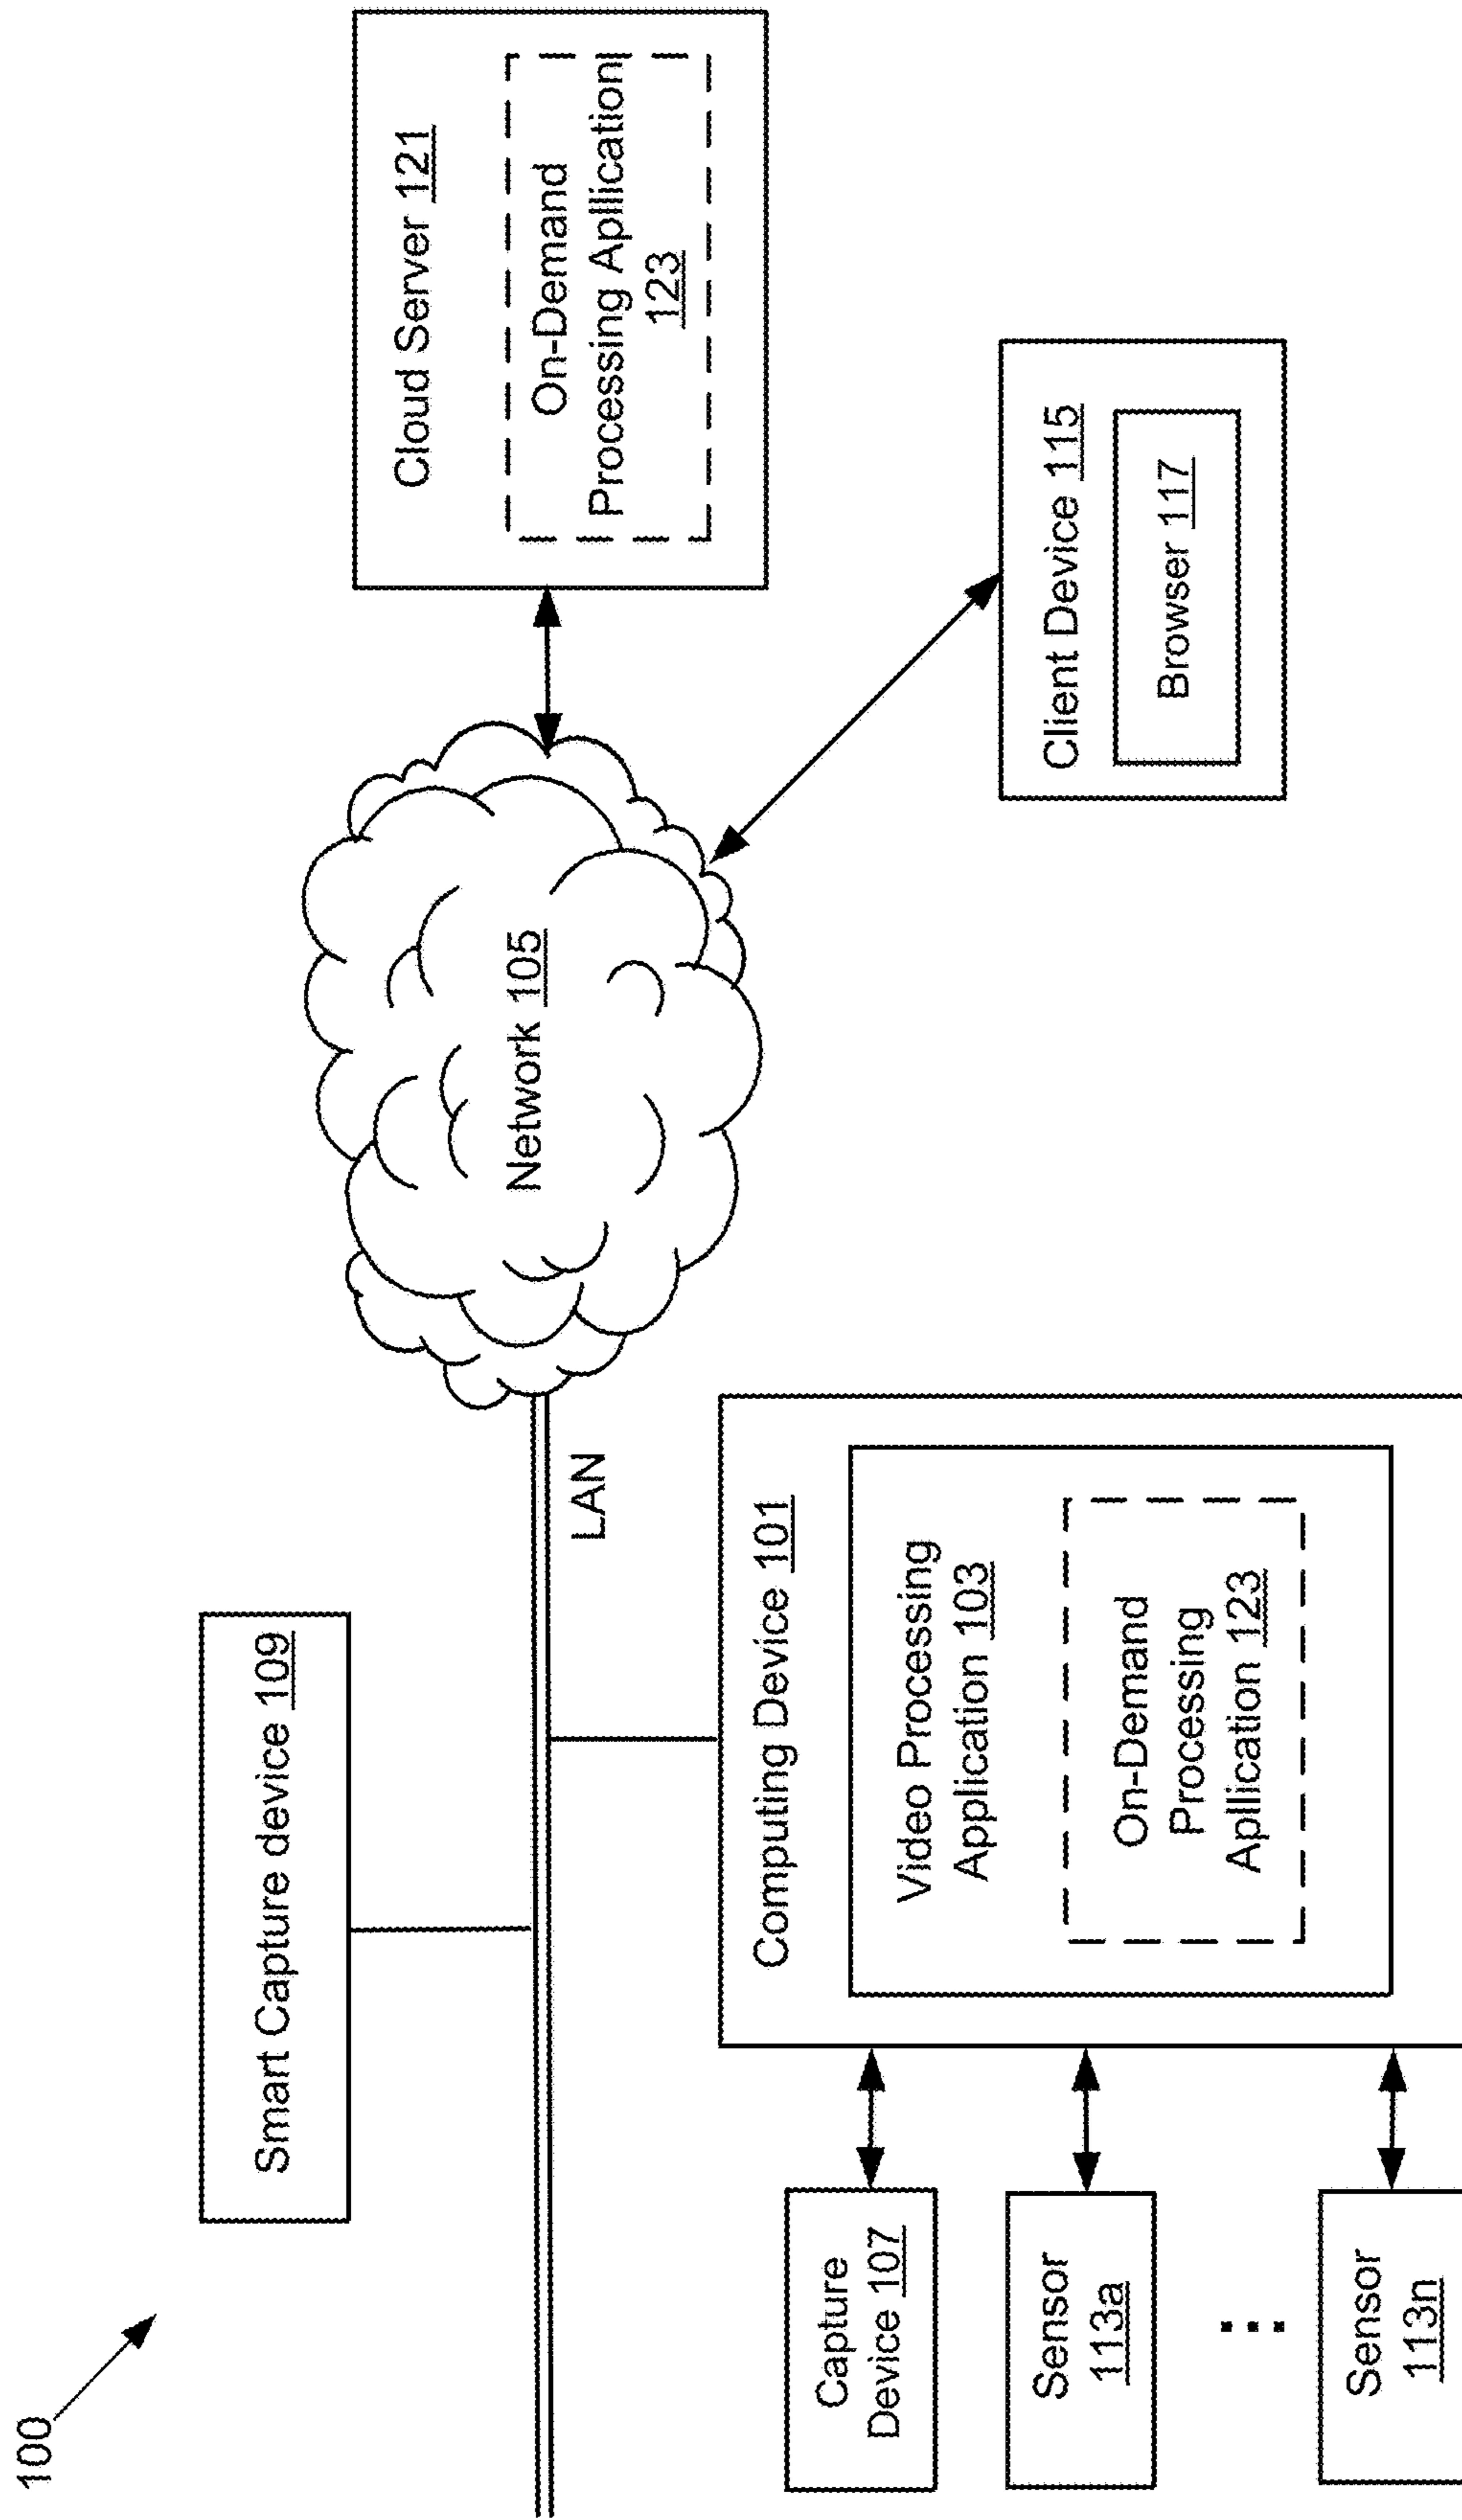 100
Smart Capture device 109
LAN
Network 105
Cloud Server 121
On-Demand
Processing Apllication
123
Client Device 115
Browser 117
Computing Device 101
Video Processing
Application 103
On-Demand
Processing
Apllication 123
Capture
Device 107
Sensor
113a
Sensor
113n